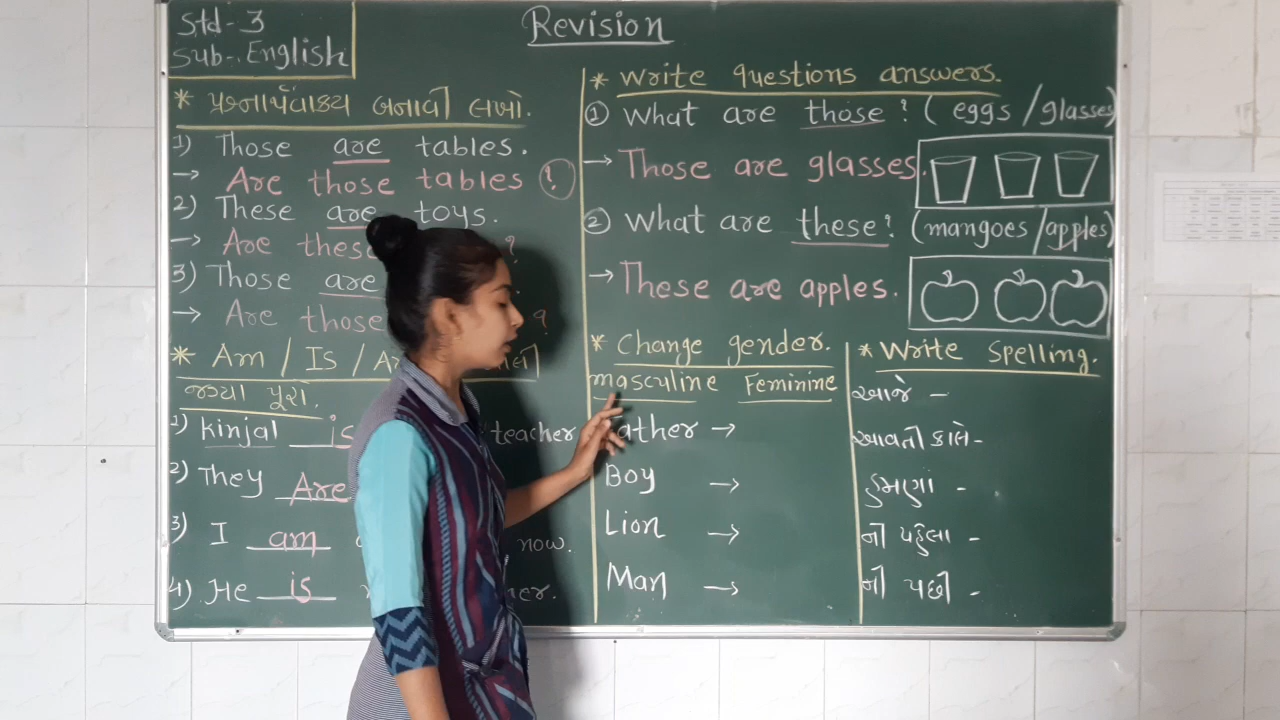 Std-3
Sub-. English
Revision
* પ્રશ્નાર્થવાક્ય બનાવી લખો.
1) Those are tables.
→ Are those tables ?
2) These are toys.
→ Are these ?
3) Those are
→ Are those ?
* Am / Is /
જગ્યા પૂરો.
1) Kinjal is teacher
2) They Are
3) I am now.
4) He is
* Write questions answers.
① What are those ? ( eggs / glasses)
→ Those are glasses.
② What are these? (mangoes / apples)
→ These are apples.
* Change gender.
masculine Feminine
Father →
Boy →
Lion →
Man →
* Write Spelling.
આજે -
આવતી કાલે-
હમણાં -
ની પહેલા -
ની પછી -